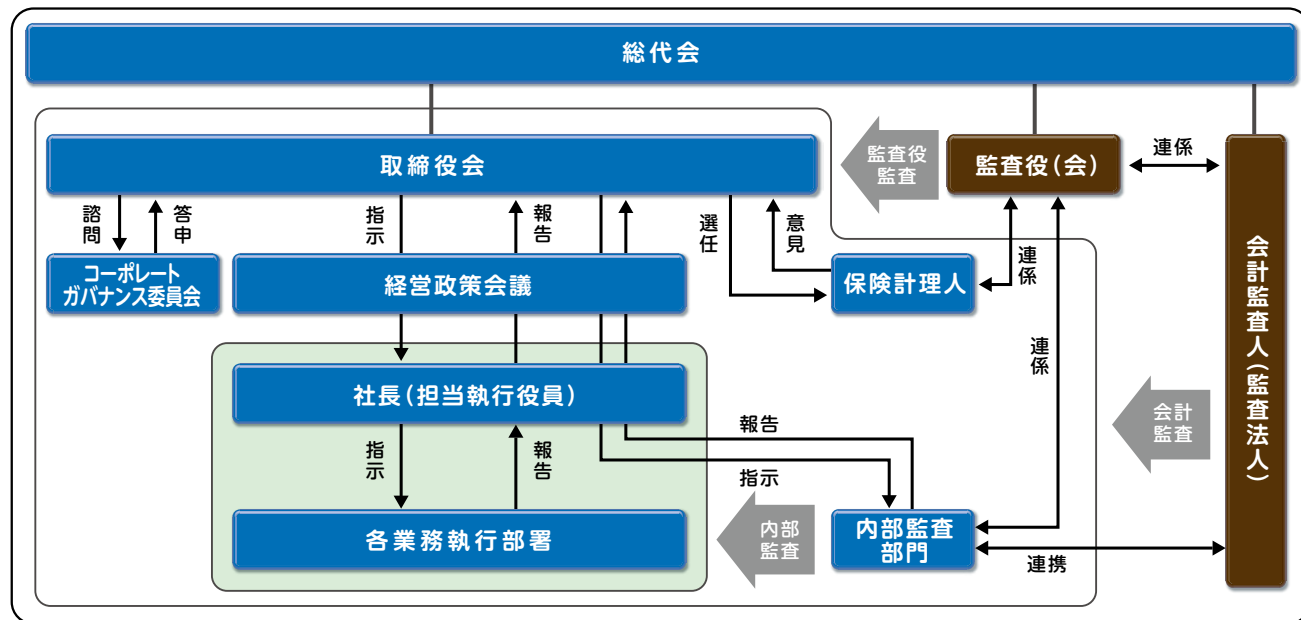 総代会
取締役会
監査役
監査
監査役(会)
連係
諮問
答申
指示
報告
選任
意見
連係
コーポレート
ガバナンス委員会
経営政策会議
保険計理人
会計監査人(監査法人)
連係
社長(担当執行役員)
会計
監査
指示
報告
報告
指示
各業務執行部署
内部
監査
内部監査
部門
連携